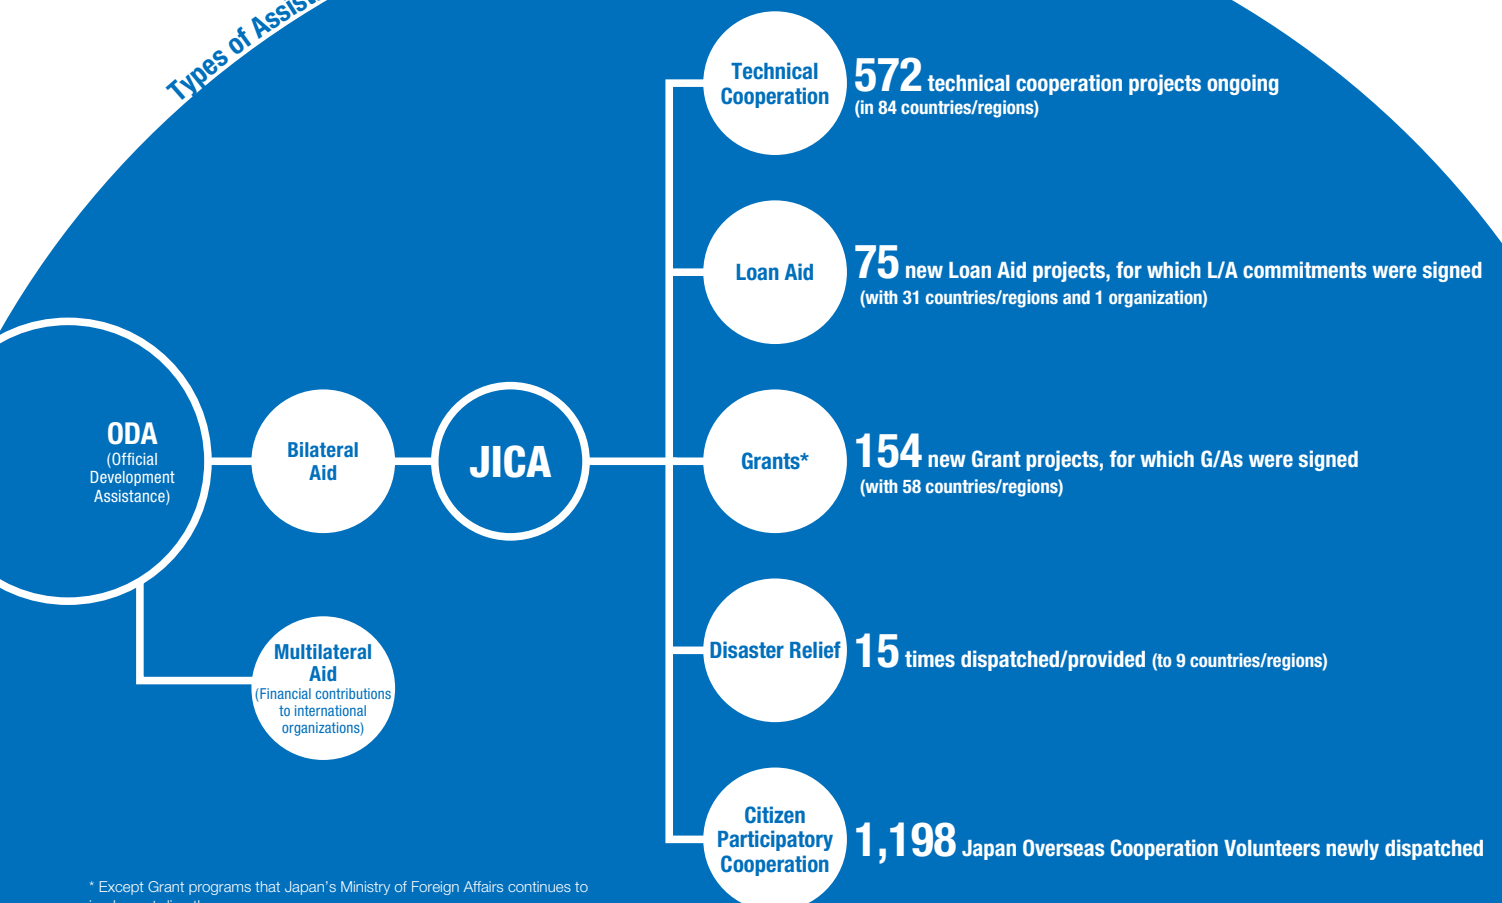 Types of
Technical
Cooperation
572 technical cooperation projects ongoing
(in 84 countries/regions)
Loan Aid
75 new Loan Aid projects, for which L/A commitments were signed
(with 31 countries/regions and 1 organization)
ODA
(Official
Development
Assistance)
Bilateral
Aid
JICA
Grants*
154 new Grant projects, for which G/As were signed
(with 58 countries/regions)
Multilateral
Aid
(Financial contributions
to international
organizations)
Disaster Relief
15 times dispatched/provided (to 9 countries/regions)
Citizen
Participatory
Cooperation
1,198 Japan Overseas Cooperation Volunteers newly dispatched
* Except Grant programs that Japan's Ministry of Foreign Affairs continues to